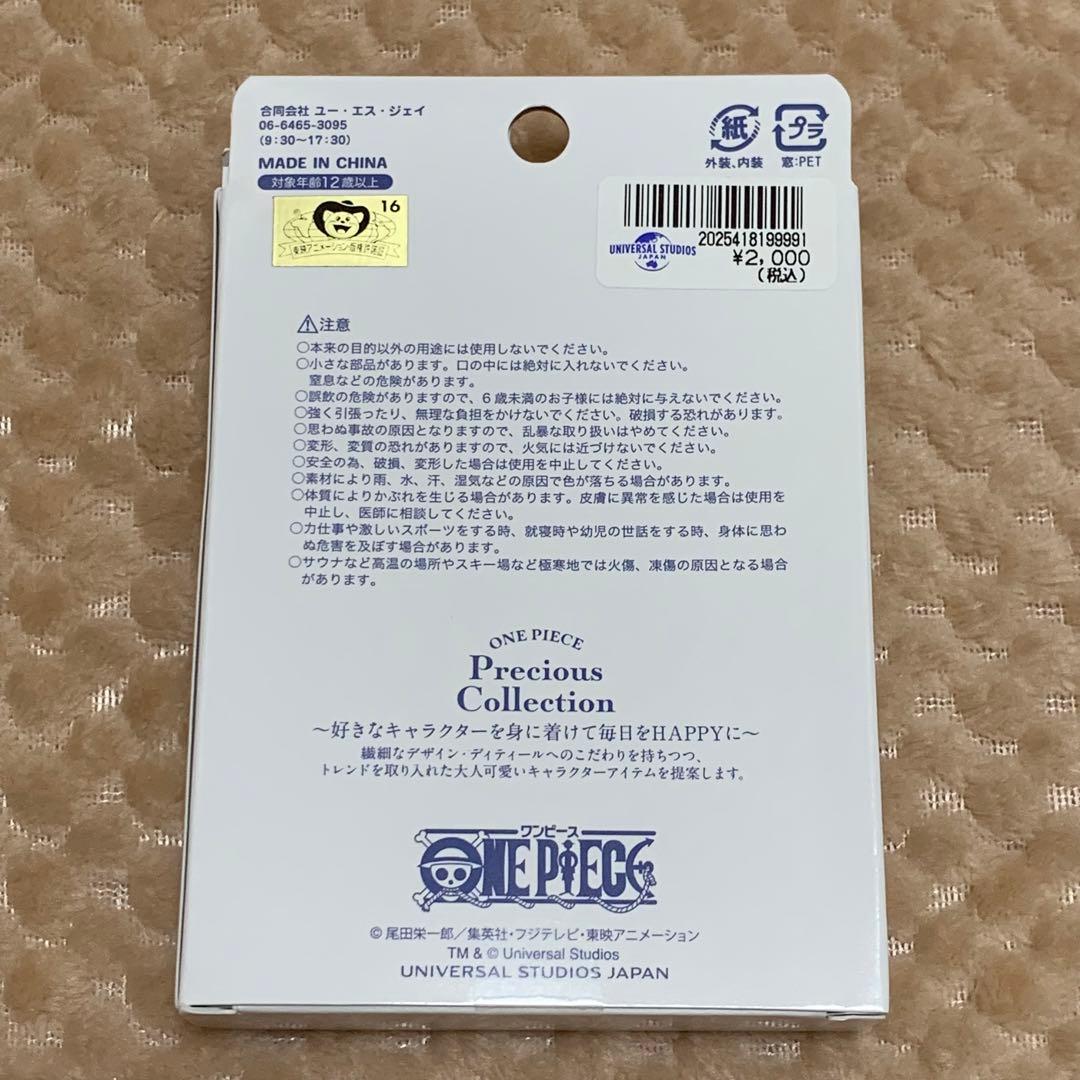 合同会社 ユー・エス・ジェイ
06-6465-3095
(9:30～17:30)
MADE IN CHINA
対象年齢12歳以上
16
東映アニメーション版権許諾証
紙
外装、内装
プラ
窓:PET
UNIVERSAL STUDIOS
JAPAN
2025418199991
¥2,000
(税込)
⚠注意
○本来の目的以外の用途には使用しないでください。
○小さな部品があります。口の中には絶対に入れないでください。
窒息などの危険があります。
○誤飲の危険がありますので、６歳未満のお子様には絶対に与えないでください。
○強く引張ったり、無理な負担をかけないでください。破損する恐れがあります。
○思わぬ事故の原因となりますので、乱暴な取り扱いはやめてください。
○変形、変質の恐れがありますので、火気には近づけないでください。
○安全の為、破損、変形した場合は使用を中止してください。
○素材により雨、水、汗、湿気などの原因で色が落ちる場合があります。
○体質によりかぶれを生じる場合があります。皮膚に異常を感じた場合は使用を
中止し、医師に相談してください。
○力仕事や激しいスポーツをする時、就寝時や幼児の世話をする時、身体に思わ
ぬ危害を及ぼす場合があります。
○サウナなど高温の場所やスキー場など極寒地では火傷、凍傷の原因となる場合
があります。
ONE PIECE
Precious
Collection
～好きなキャラクターを身に着けて毎日をHAPPYに～
繊細なデザイン・ディティールへのこだわりを持ちつつ、
トレンドを取り入れた大人可愛いキャラクターアイテムを提案します。
ワンピース
ONE PIECE
© 尾田栄一郎／集英社・フジテレビ・東映アニメーション
TM & © Universal Studios
UNIVERSAL STUDIOS JAPAN